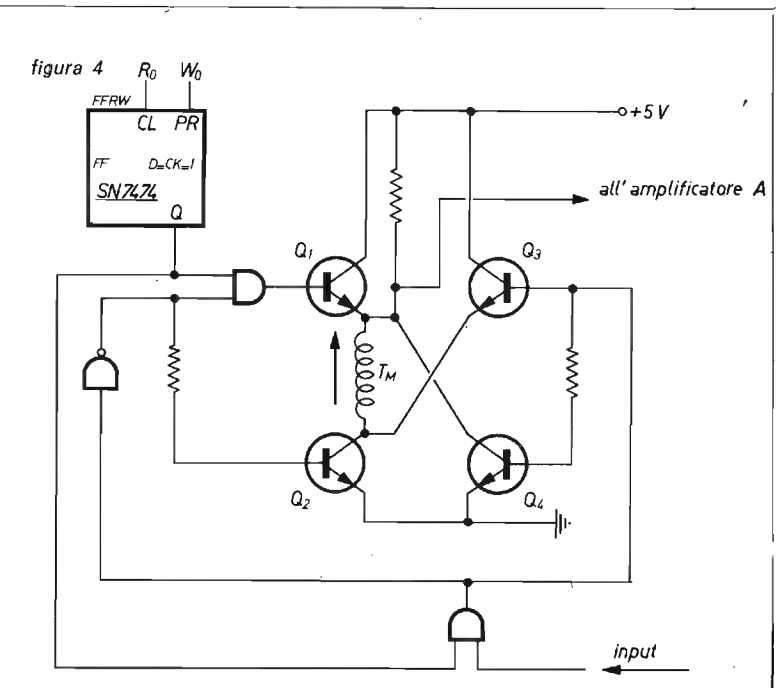 figura 4
R0 W0
FFRW
CL PR
FF D=CK=1
SN7474
Q
+5V
all'amplificatore A
Q1
Q3
TM
Q2
Q4
input